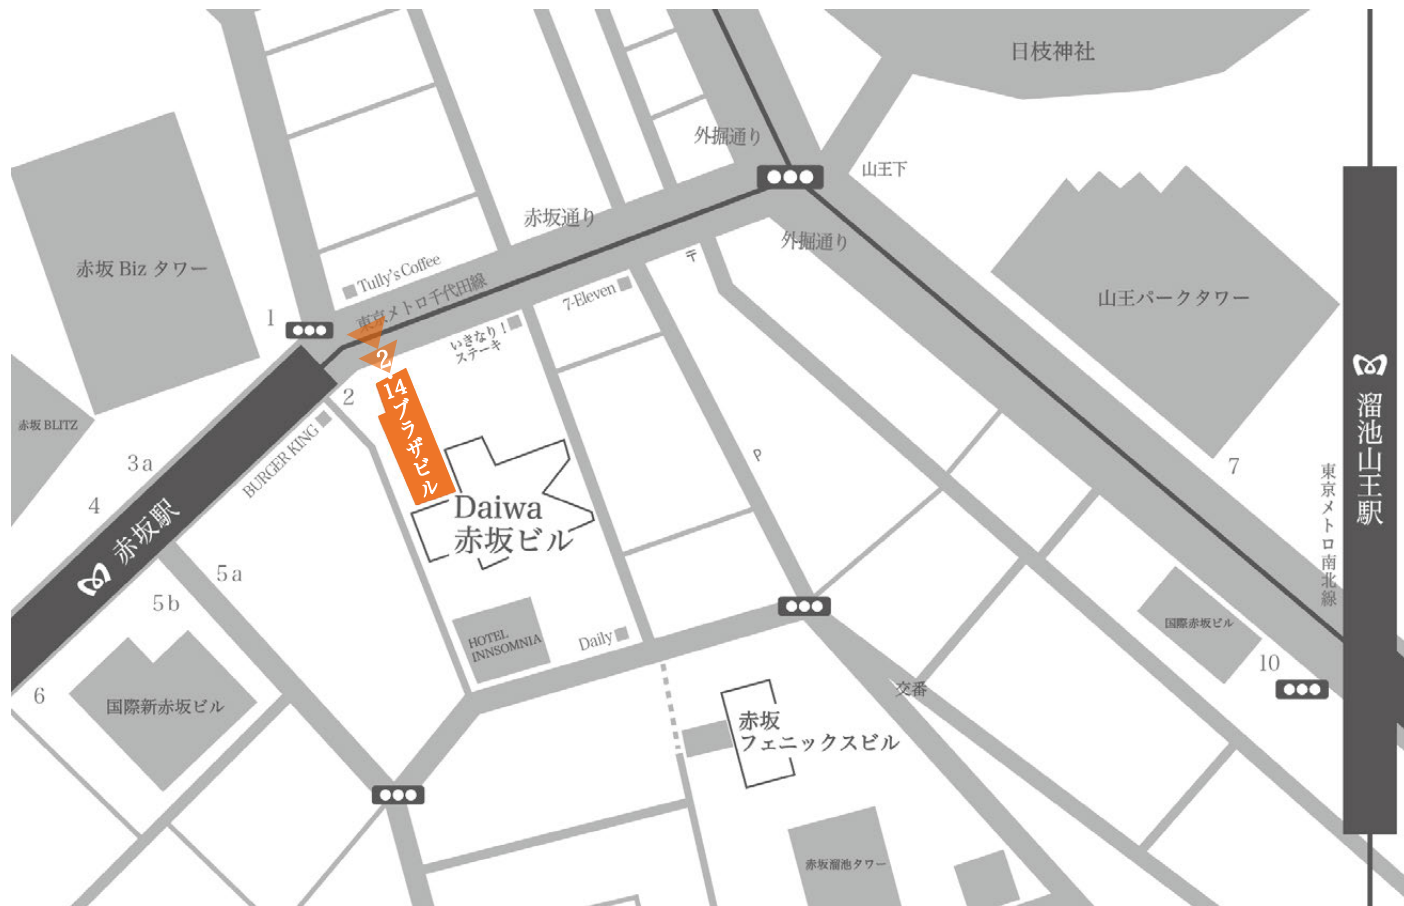 日枝神社
外掘通り
山王下
赤坂通り
外掘通り
〒
赤坂 Biz タワー
Tully's Coffee
東京メトロ千代田線
7-Eleven
山王パークタワー
1
いきなり！
ステーキ
2
14
プラザビル
2
赤坂 BLITZ
BURGER KING
3a
4
赤坂駅
P
7
溜池山王駅
東京メトロ南北線
Daiwa
赤坂ビル
5a
5b
HOTEL
INNSOMNIA
Daily
国際赤坂ビル
10
6
国際新赤坂ビル
交番
赤坂
フェニックスビル
赤坂溜池タワー